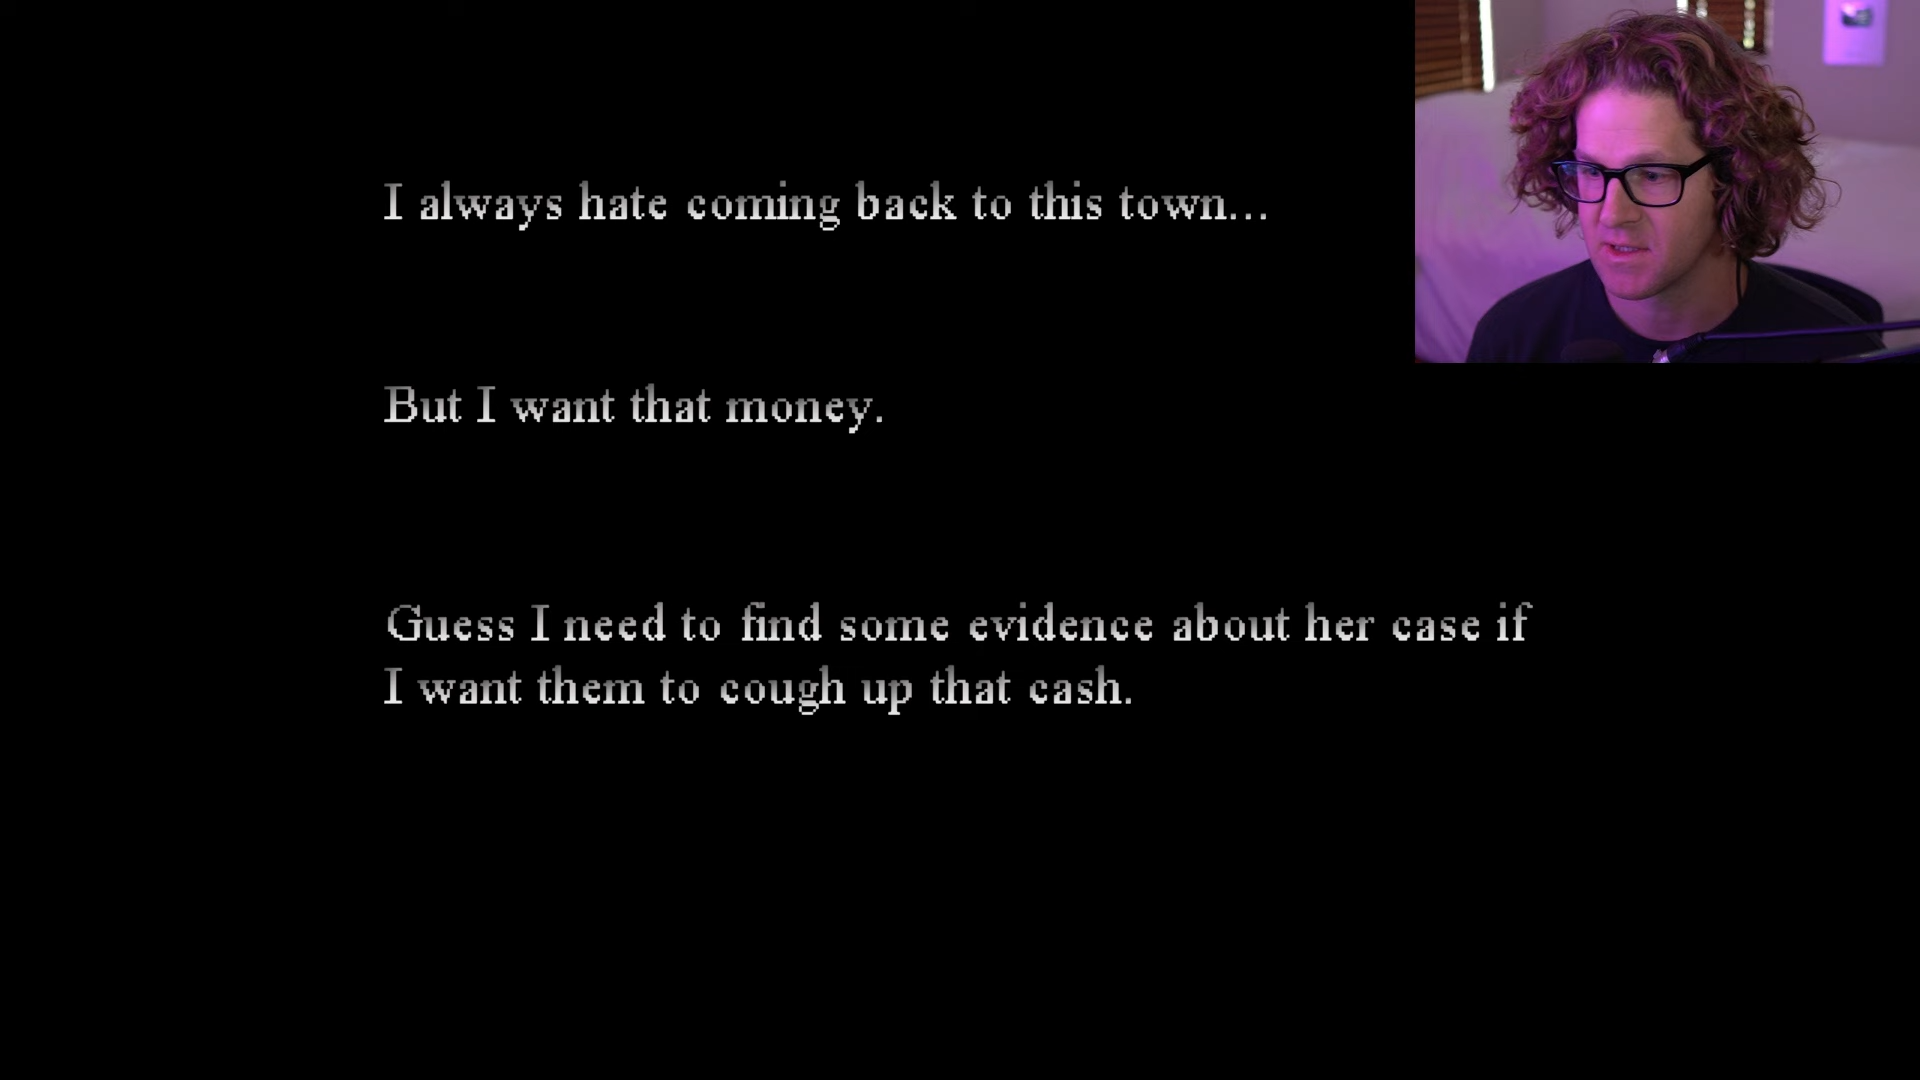 I always hate coming back to this town...
But I want that money.
Guess I need to find some evidence about her case if
I want them to cough up that cash.